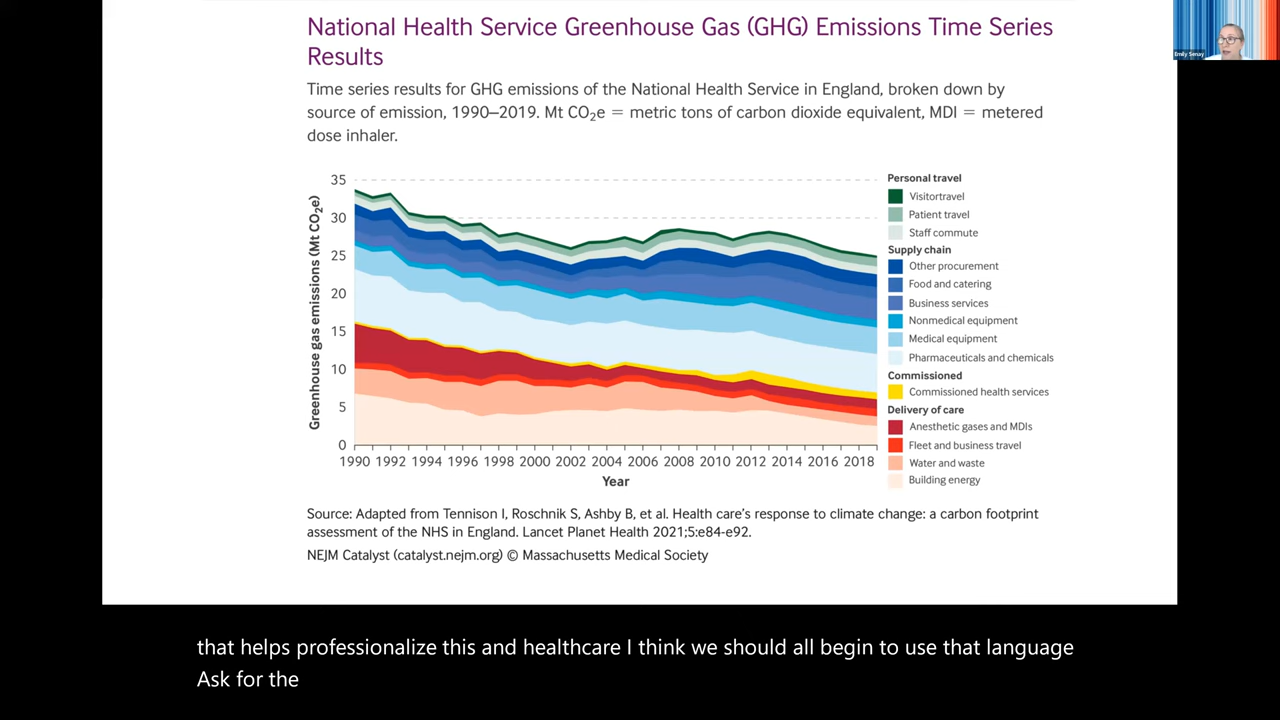 National Health Service Greenhouse Gas (GHG) Emissions Time Series
Results
Time series results for GHG emissions of the National Health Service in England, broken down by
source of emission, 1990–2019. Mt CO₂e = metric tons of carbon dioxide equivalent, MDI = metered
dose inhaler.
Emily Senay
Greenhouse gas emissions (Mt CO₂e)
35
30
25
20
15
10
5
0
1990 1992 1994 1996 1998 2000 2002 2004 2006 2008 2010 2012 2014 2016 2018
Year
Personal travel
Visitortravel
Patient travel
Staff commute
Supply chain
Other procurement
Food and catering
Business services
Nonmedical equipment
Medical equipment
Pharmaceuticals and chemicals
Commissioned
Commissioned health services
Delivery of care
Anesthetic gases and MDIs
Fleet and business travel
Water and waste
Building energy
Source: Adapted from Tennison I, Roschnik S, Ashby B, et al. Health care's response to climate change: a carbon footprint
assessment of the NHS in England. Lancet Planet Health 2021;5:e84-e92.
NEJM Catalyst (catalyst.nejm.org) © Massachusetts Medical Society
that helps professionalize this and healthcare I think we should all begin to use that language
Ask for the